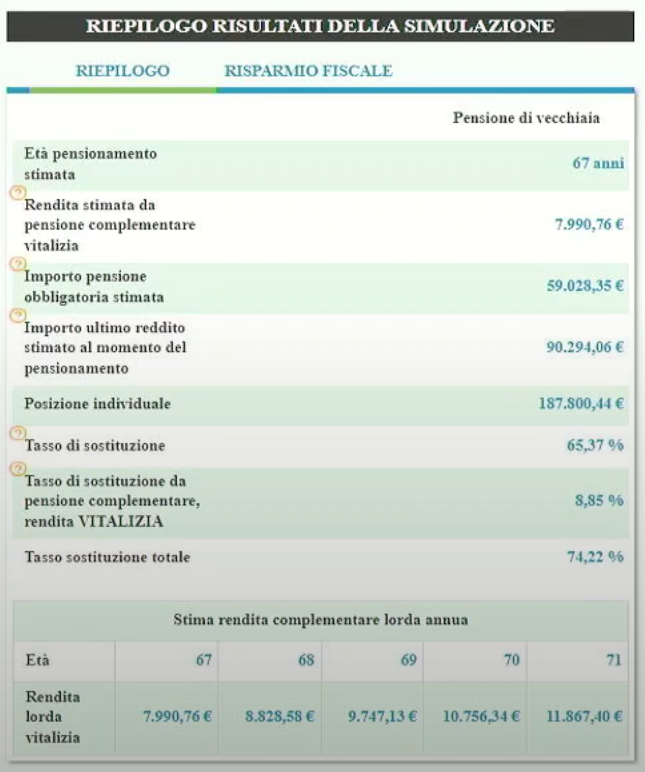 RIEPILOGO RISULTATI DELLA SIMULAZIONE
RIEPILOGO RISPARMIO FISCALE
Pensione di vecchiaia
Età pensionamento
stimata
67 anni
?
Rendita stimata da
pensione complementare
vitalizia
7.990,76 €
?
Importo pensione
obbligatoria stimata
59.028,35 €
?
Importo ultimo reddito
stimato al momento del
pensionamento
90.294,06 €
Posizione individuale 187.800,44 €
?
Tasso di sostituzione 65,37 %
?
Tasso di sostituzione da
pensione complementare,
rendita VITALIZIA
8,85 %
Tasso sostituzione totale 74,22 %
Stima rendita complementare lorda annua
Età 67 68 69 70 71
Rendita
lorda
vitalizia
7.990,76 € 8.828,58 € 9.747,13 € 10.756,34 € 11.867,40 €